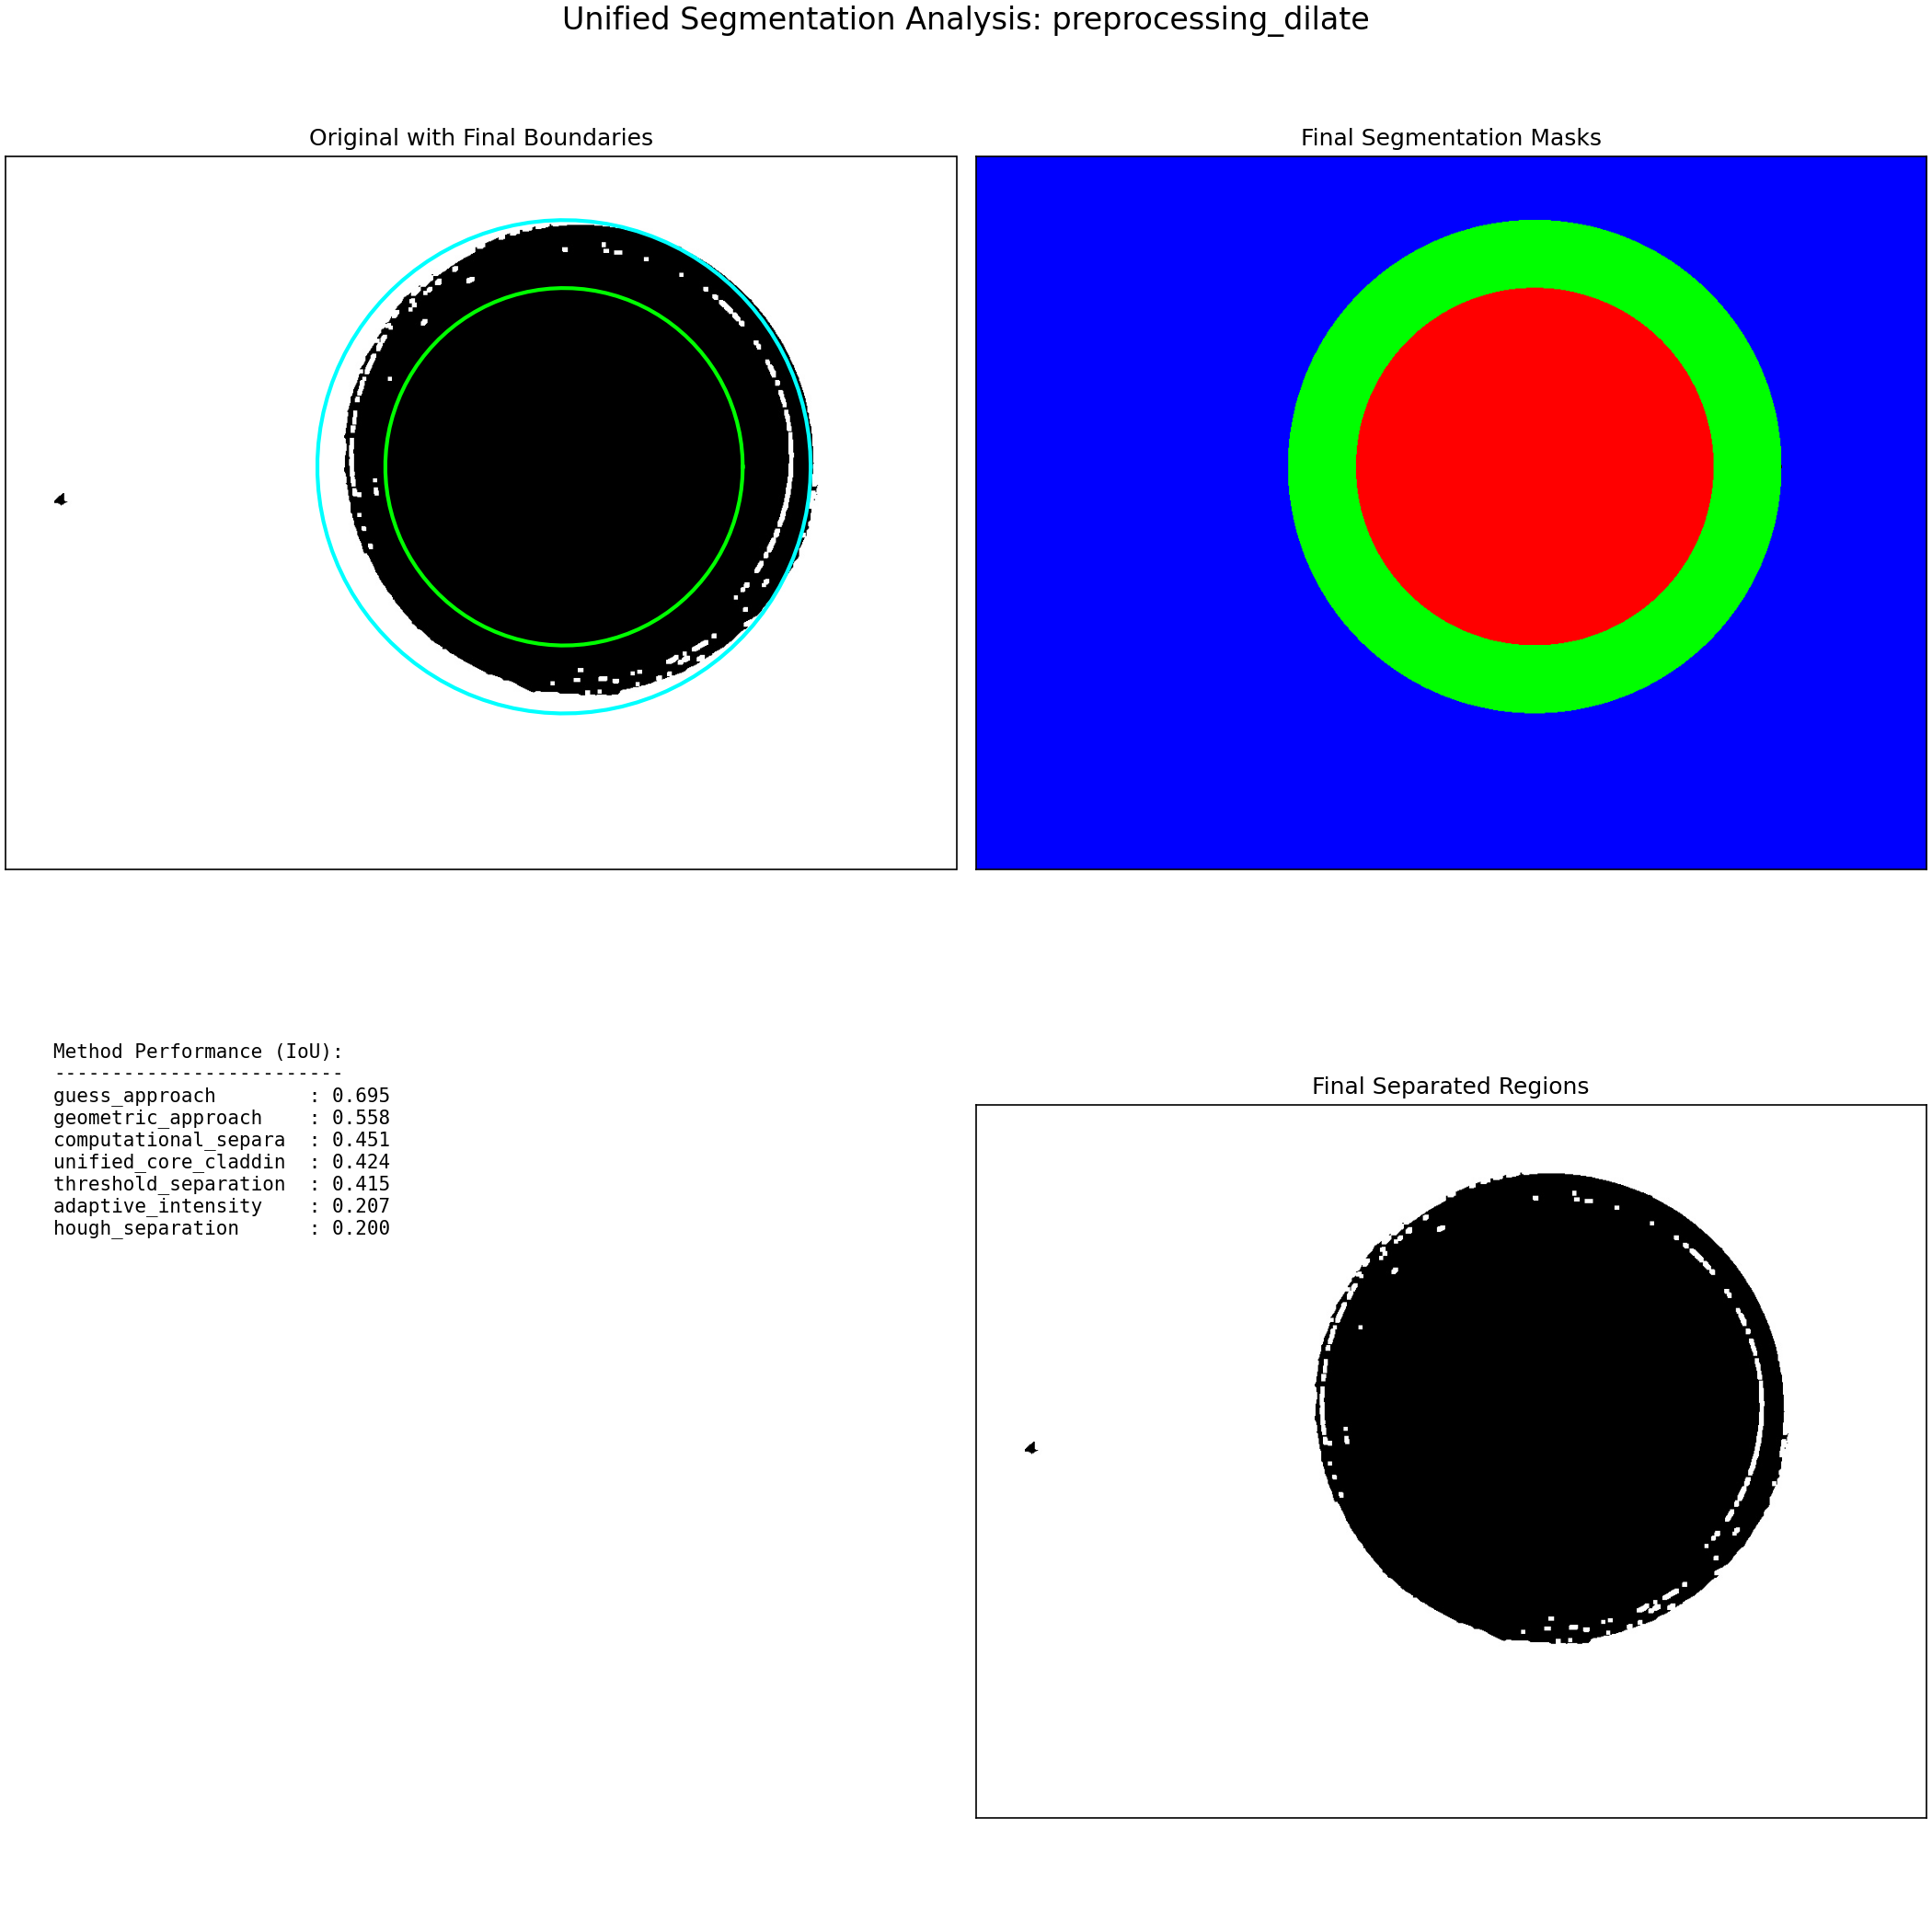 Unified Segmentation Analysis: preprocessing_dilate
Original with Final Boundaries
Final Segmentation Masks
Method Performance (IoU):
-------------------------
guess_approach        : 0.695
geometric_approach    : 0.558
computational_separa  : 0.451
unified_core_claddin  : 0.424
threshold_separation  : 0.415
adaptive_intensity    : 0.207
hough_separation      : 0.200
Final Separated Regions